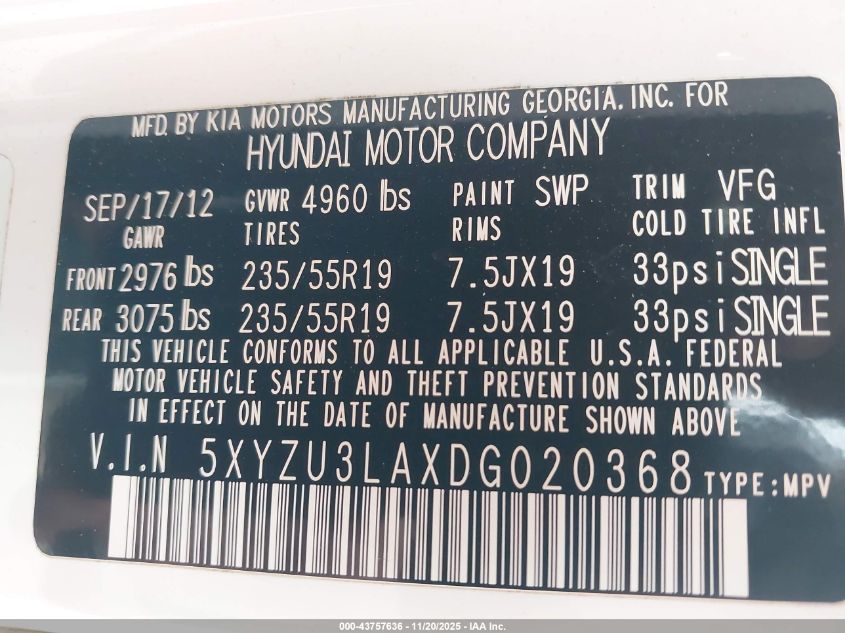 MFD. BY KIA MOTORS MANUFACTURING GEORGIA, INC. FOR
HYUNDAI MOTOR COMPANY
SEP/17/12 GVWR 4960 lbs PAINT SWP TRIM VFG
GAWR TIRES RIMS COLD TIRE INFL
FRONT 2976 lbs 235/55R19 7.5JX19 33psi SINGLE
REAR 3075 lbs 235/55R19 7.5JX19 33psi SINGLE
THIS VEHICLE CONFORMS TO ALL APPLICABLE U.S.A. FEDERAL
MOTOR VEHICLE SAFETY AND THEFT PREVENTION STANDARDS
IN EFFECT ON THE DATE OF MANUFACTURE SHOWN ABOVE
V.I.N 5XYZU3LAXDG020368 TYPE:MPV
000-43757636 - 11/20/2025 - IAA Inc.